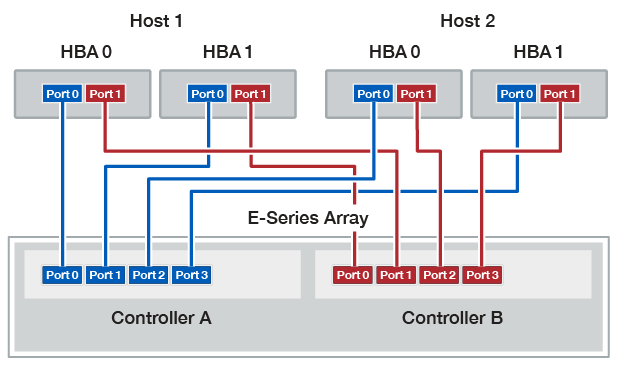 Host 1 Host 2
HBA 0 HBA 1 HBA 0 HBA 1
Port 0 Port 1 Port 0 Port 1 Port 0 Port 1 Port 0 Port 1
E-Series Array
Port 0 Port 1 Port 2 Port 3 Port 0 Port 1 Port 2 Port 3
Controller A Controller B